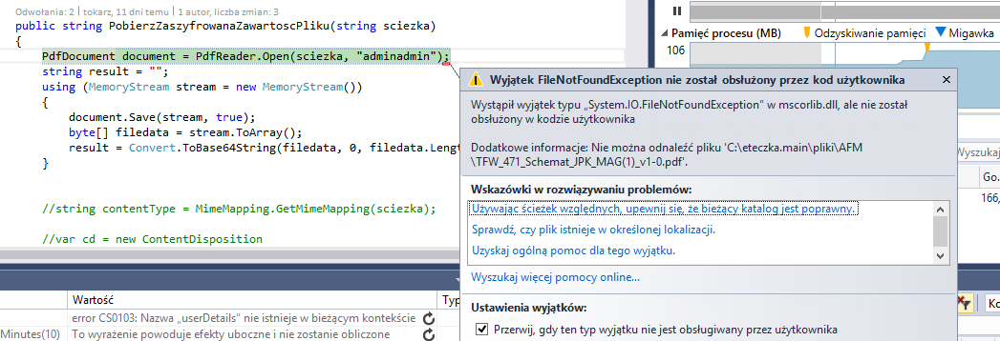 Odwołania: 2 | tokarz, 11 dni temu | 1 autor, liczba zmian: 3
public string PobierzZaszyfrowanaZawartoscPliku(string sciezka)
{
PdfDocument document = PdfReader.Open(sciezka, "adminadmin");
string result = "";
using (MemoryStream stream = new MemoryStream())
{
document.Save(stream, true);
byte[] filedata = stream.ToArray();
result = Convert.ToBase64String(filedata, 0, filedata.Lengt
}
//string contentType = MimeMapping.GetMimeMapping(sciezka);
//var cd = new ContentDisposition
Pamięć procesu (MB)
Odzyskiwanie pamięci
Migawka
106
Wyjątek FileNotFoundException nie został obsłużony przez kod użytkownika
Wystąpił wyjątek typu „System.IO.FileNotFoundException” w mscorlib.dll, ale nie został
obsłużony w kodzie użytkownika
Dodatkowe informacje: Nie można odnaleźć pliku 'C:\eteczka.main\pliki\AFM
\TFW_471_Schemat_JPK_MAG(1)_v1-0.pdf'.
Wskazówki w rozwiązywaniu problemów:
Używając ścieżek względnych, upewnij się, że bieżący katalog jest poprawny.
Sprawdź, czy plik istnieje w określonej lokalizacji.
Uzyskaj ogólną pomoc dla tego wyjątku.
Wyszukaj więcej pomocy online...
Ustawienia wyjątków:
Przerwij, gdy ten typ wyjątku nie jest obsługiwany przez użytkownika
Wyszukaj
Go.
166,
Ko
Wartość
Typ
error CS0103: Nazwa „userDetails” nie istnieje w bieżącym kontekście
Minutes(10)
To wyrażenie powoduje efekty uboczne i nie zostanie obliczone